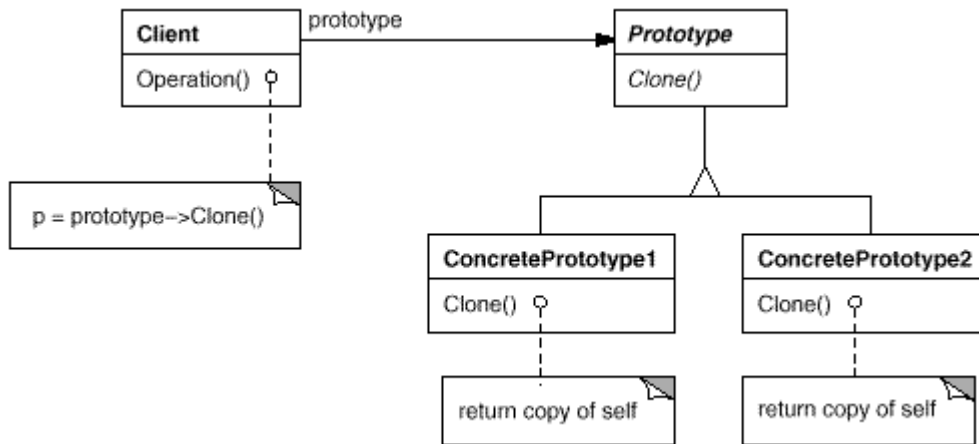 Client
prototype
Prototype
Operation()
Clone()
p = prototype–>Clone()
ConcretePrototype1
ConcretePrototype2
Clone()
Clone()
return copy of self
return copy of self